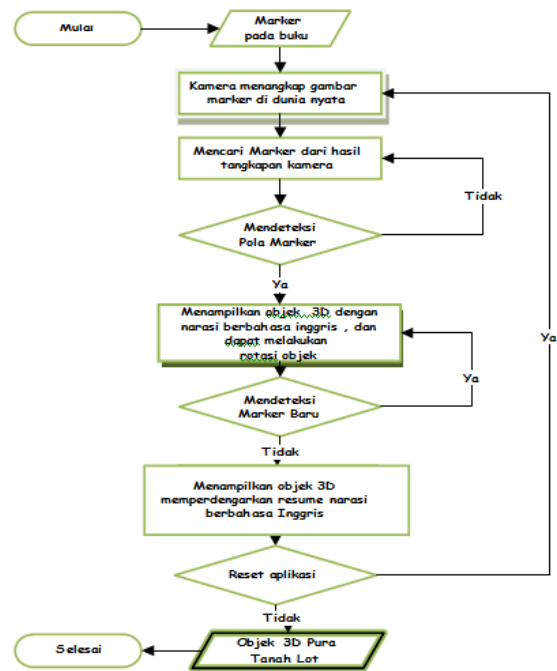 Mulai
Marker
pada buku
Kamera menangkap gambar
marker di dunia nyata
Mencari Marker dari hasil
tangkapan kamera
Tidak
Mendeteksi
Pola Marker
Ya
Menampilkan objek 3D dengan
narasi berbahasa inggris , dan
dapat melakukan
rotasi objek
Ya
Ya
Mendeteksi
Marker Baru
Tidak
Menampilkan objek 3D
memperdengarkan resume narasi
berbahasa Inggris
Reset aplikasi
Tidak
Objek 3D Pura
Tanah Lot
Selesai